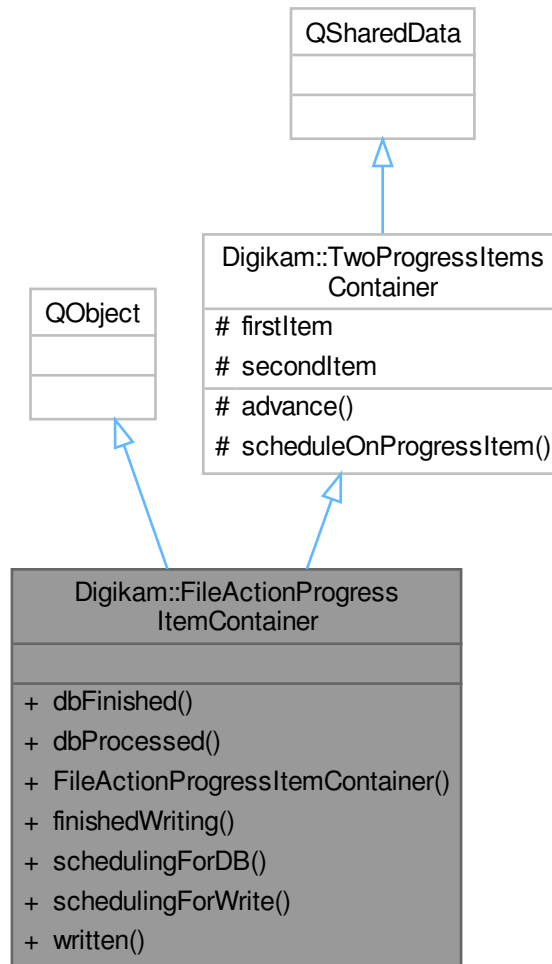 QSharedData
Digikam::TwoProgressItems
Container
# firstItem
# secondItem
# advance()
# scheduleOnProgressItem()
QObject
Digikam::FileActionProgress
ItemContainer
+ dbFinished()
+ dbProcessed()
+ FileActionProgressItemContainer()
+ finishedWriting()
+ schedulingForDB()
+ schedulingForWrite()
+ written()